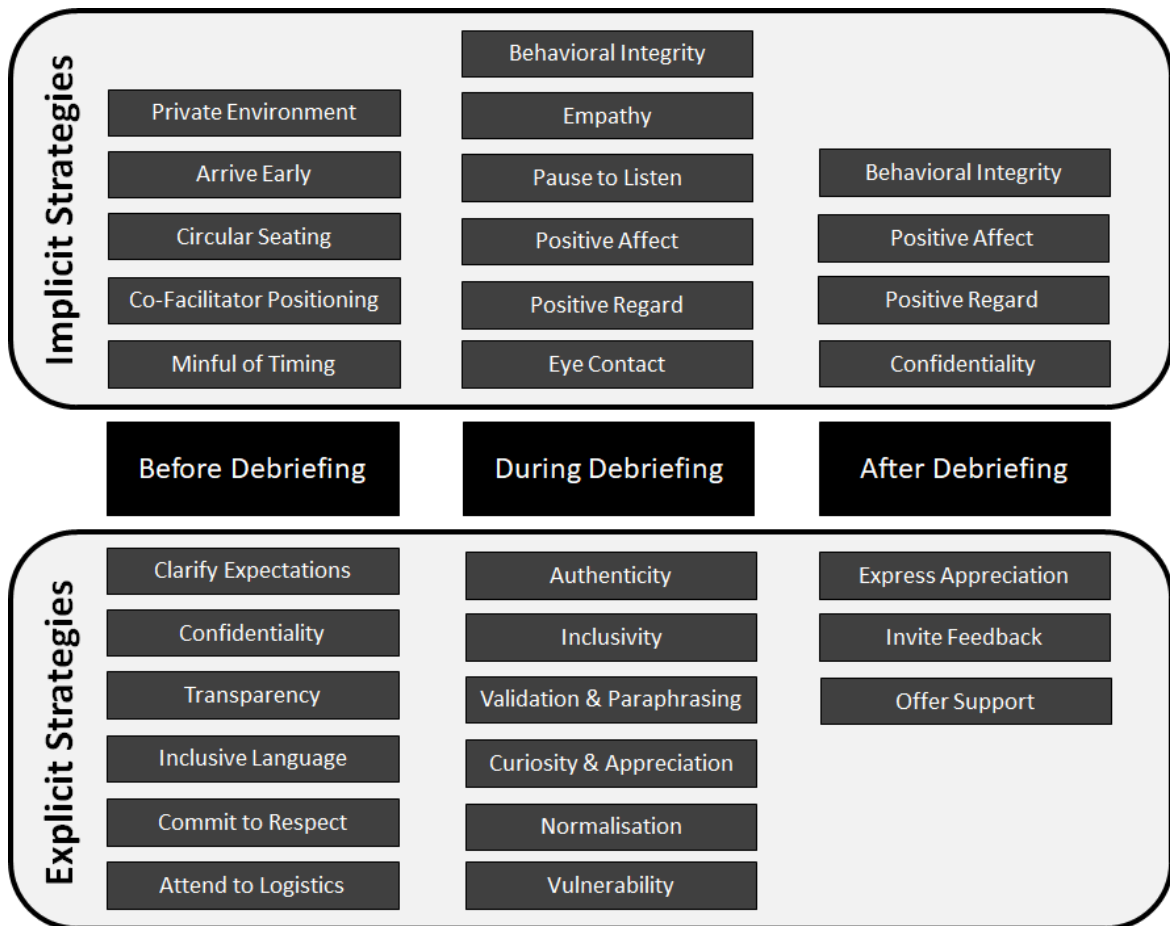 Implicit Strategies
Private Environment
Arrive Early
Circular Seating
Co-Facilitator Positioning
Minful of Timing
Behavioral Integrity
Empathy
Pause to Listen
Positive Affect
Positive Regard
Eye Contact
Behavioral Integrity
Positive Affect
Positive Regard
Confidentiality
Before Debriefing
During Debriefing
After Debriefing
Explicit Strategies
Clarify Expectations
Confidentiality
Transparency
Inclusive Language
Commit to Respect
Attend to Logistics
Authenticity
Inclusivity
Validation & Paraphrasing
Curiosity & Appreciation
Normalisation
Vulnerability
Express Appreciation
Invite Feedback
Offer Support